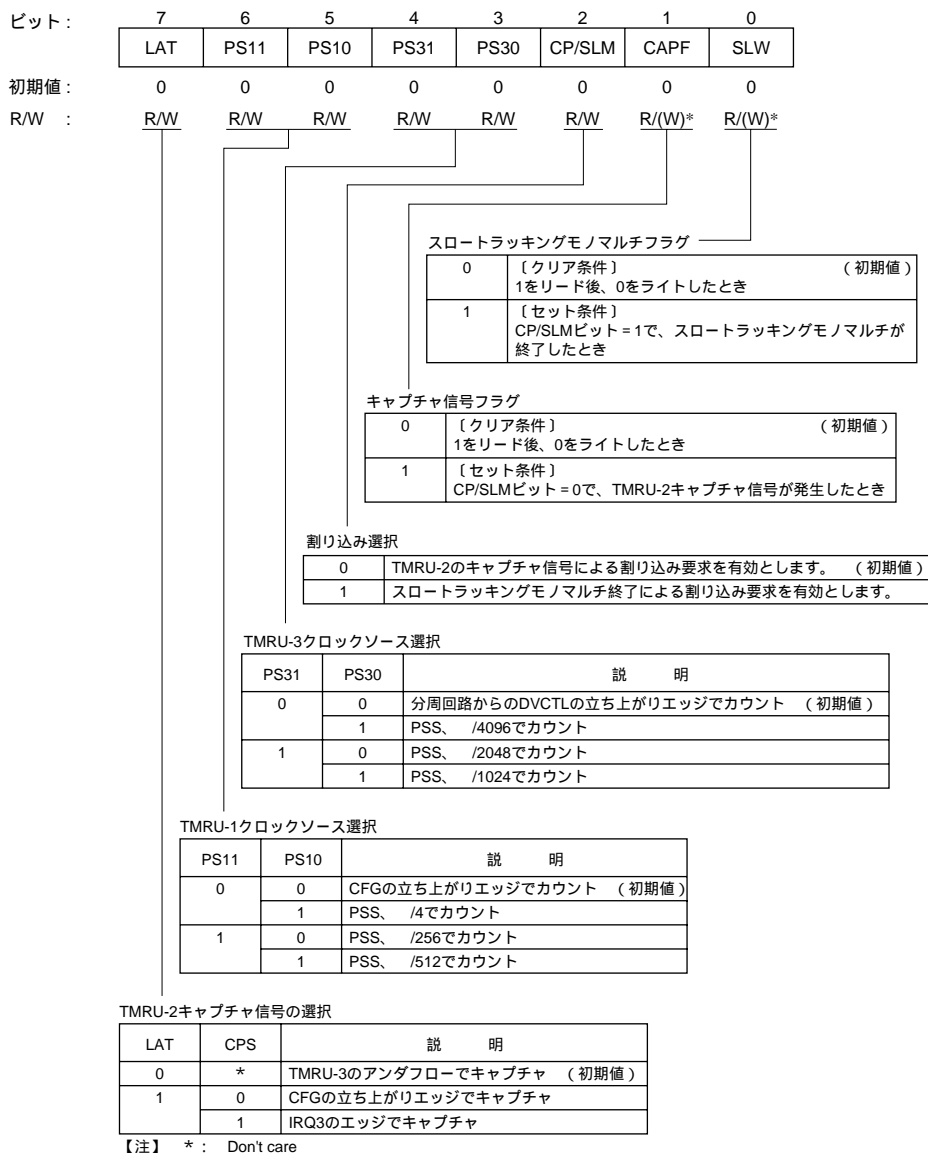 ビット： 7 6 5 4 3 2 1 0
LAT PS11 PS10 PS31 PS30 CP/SLM CAPF SLW
初期値： 0 0 0 0 0 0 0 0
R/W ： R/W R/W R/W R/W R/W R/W R/(W)* R/(W)*
スロートラッキングモノマルチフラグ
0 〔クリア条件〕 （初期値）
1をリード後、0をライトしたとき
1 〔セット条件〕
CP/SLMビット＝1で、スロートラッキングモノマルチが
終了したとき
キャプチャ信号フラグ
0 〔クリア条件〕 （初期値）
1をリード後、0をライトしたとき
1 〔セット条件〕
CP/SLMビット＝0で、TMRU-2キャプチャ信号が発生したとき
割り込み選択
0 TMRU-2のキャプチャ信号による割り込み要求を有効とします。 （初期値）
1 スロートラッキングモノマルチ終了による割り込み要求を有効とします。
TMRU-3クロックソース選択
PS31 PS30 説 明
0 0 分周回路からのDVCTLの立ち上がりエッジでカウント （初期値）
1 PSS、 /4096でカウント
1 0 PSS、 /2048でカウント
1 PSS、 /1024でカウント
TMRU-1クロックソース選択
PS11 PS10 説 明
0 0 CFGの立ち上がりエッジでカウント （初期値）
1 PSS、 /4でカウント
1 0 PSS、 /256でカウント
1 PSS、 /512でカウント
TMRU-2キャプチャ信号の選択
LAT CPS 説 明
0 * TMRU-3のアンダフローでキャプチャ （初期値）
1 0 CFGの立ち上がりエッジでキャプチャ
1 IRQ3のエッジでキャプチャ
【注】 *： Don't care